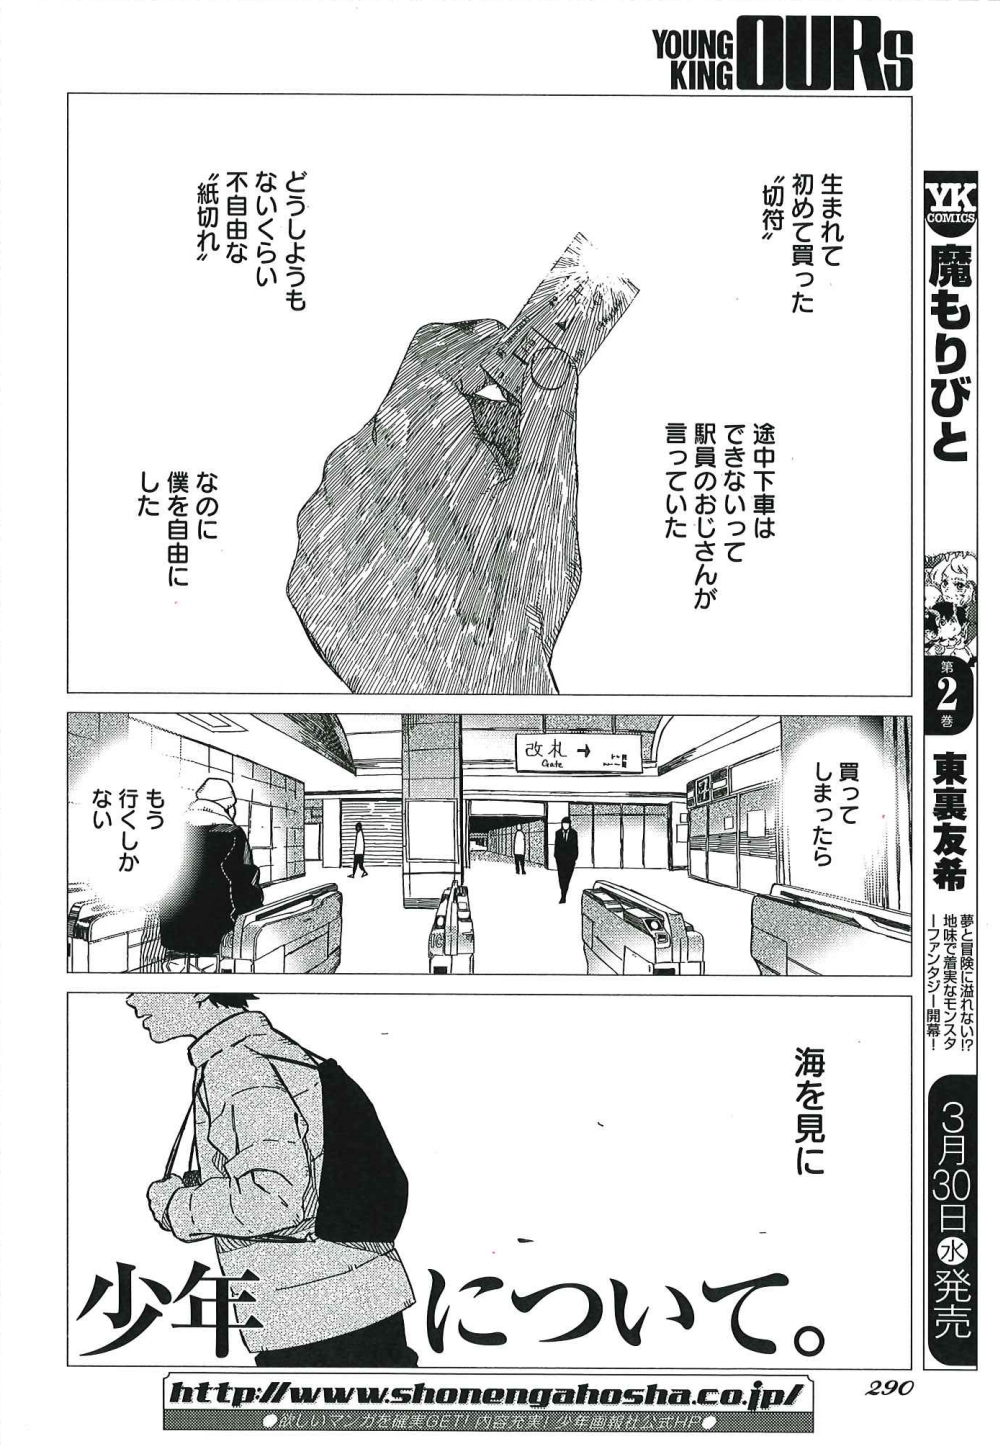 YOUNG
KING
OURs
生まれて
初めて買った
〝切符〟
途中下車は
できないって
駅員のおじさんが
言っていた
どうしようも
ないくらい
不自由な
〝紙切れ〟
なのに
僕を自由に
した
改札 →
Gate
買って
しまったら
もう
行くしか
ない
海を見に
少年について。
YK
COMICS
魔もりびと
第
2
巻
東裏友希
夢と冒険に溢れない!?
地味で着実なモンスタ
ーファンタジー開幕!
3月30日㊌発売
290
http://www.shonengahosha.co.jp/
●欲しいマンガを確実GET! 内容充実! 少年画報社公式HP●